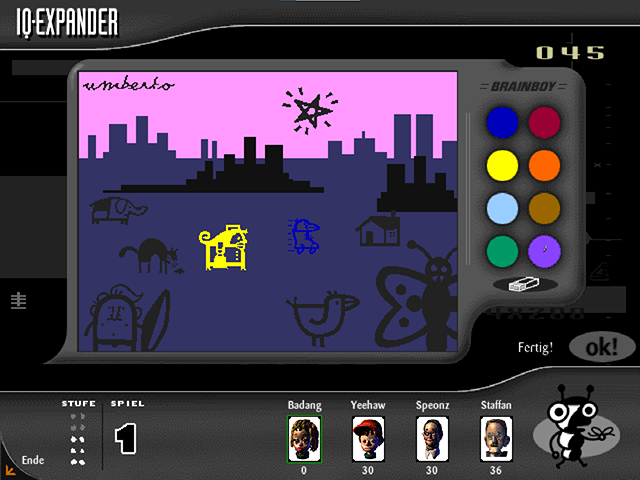 IQ·EXPANDER
045
umberto
BRAINBOY
Fertig!
ok!
STUFE
SPIEL
1
Badang
Yeehaw
Speonz
Staffan
0
30
30
36
Ende